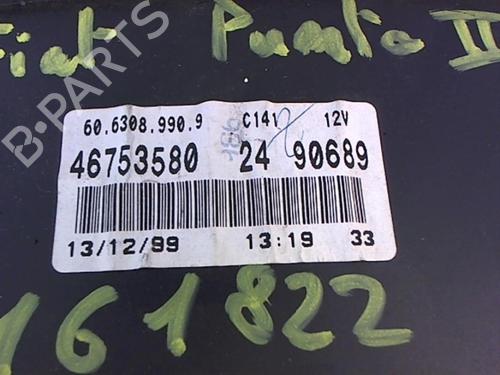 Fiat Punto II
60.6308.990.9 C141 12V
186
46753580 24 90689
13/12/99 13:19 33
161822
B-PARTS